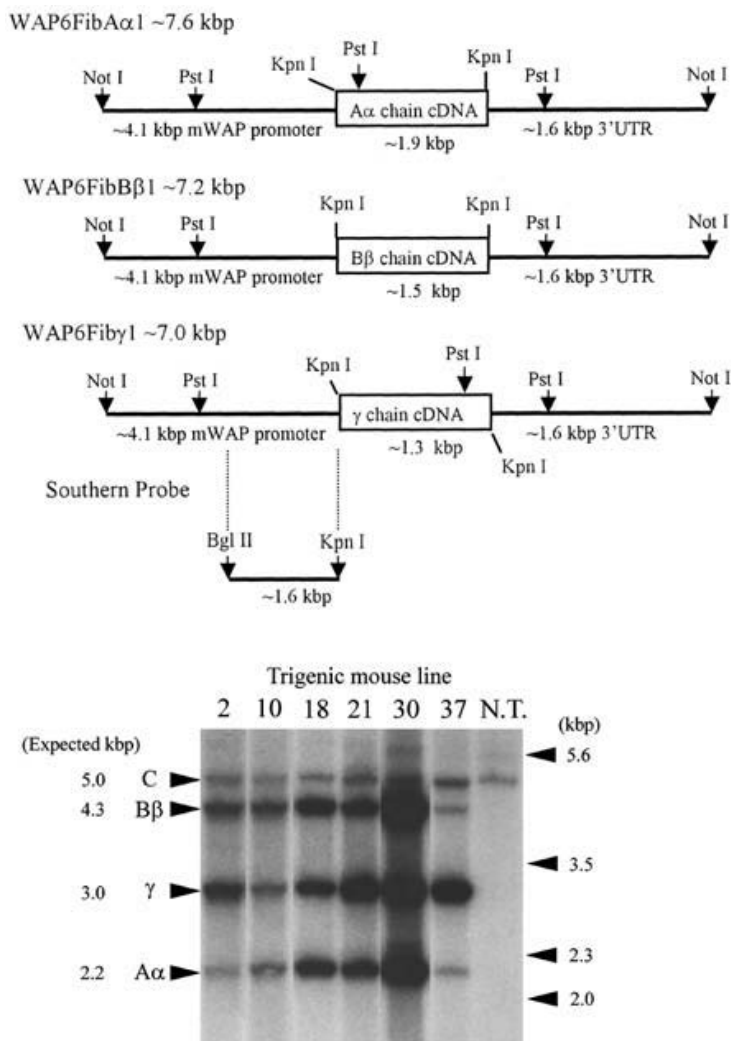 WAP6FibAα1 ~7.6 kbp
Not I
Pst I
Kpn I
Pst I
Kpn I
Pst I
Not I
Aα chain cDNA
~4.1 kbp mWAP promoter
~1.9 kbp
~1.6 kbp 3'UTR
WAP6FibBβ1 ~7.2 kbp
Not I
Pst I
Kpn I
Kpn I
Pst I
Not I
Bβ chain cDNA
~4.1 kbp mWAP promoter
~1.5 kbp
~1.6 kbp 3'UTR
WAP6Fibγ1 ~7.0 kbp
Not I
Pst I
Kpn I
Pst I
Pst I
Not I
γ chain cDNA
~4.1 kbp mWAP promoter
~1.3 kbp
~1.6 kbp 3'UTR
Kpn I
Southern Probe
Bgl II
Kpn I
~1.6 kbp
Trigenic mouse line
2 10 18 21 30 37 N.T.
(Expected kbp)
(kbp)
5.0 C
4.3 Bβ
3.0 γ
2.2 Aα
5.6
3.5
2.3
2.0